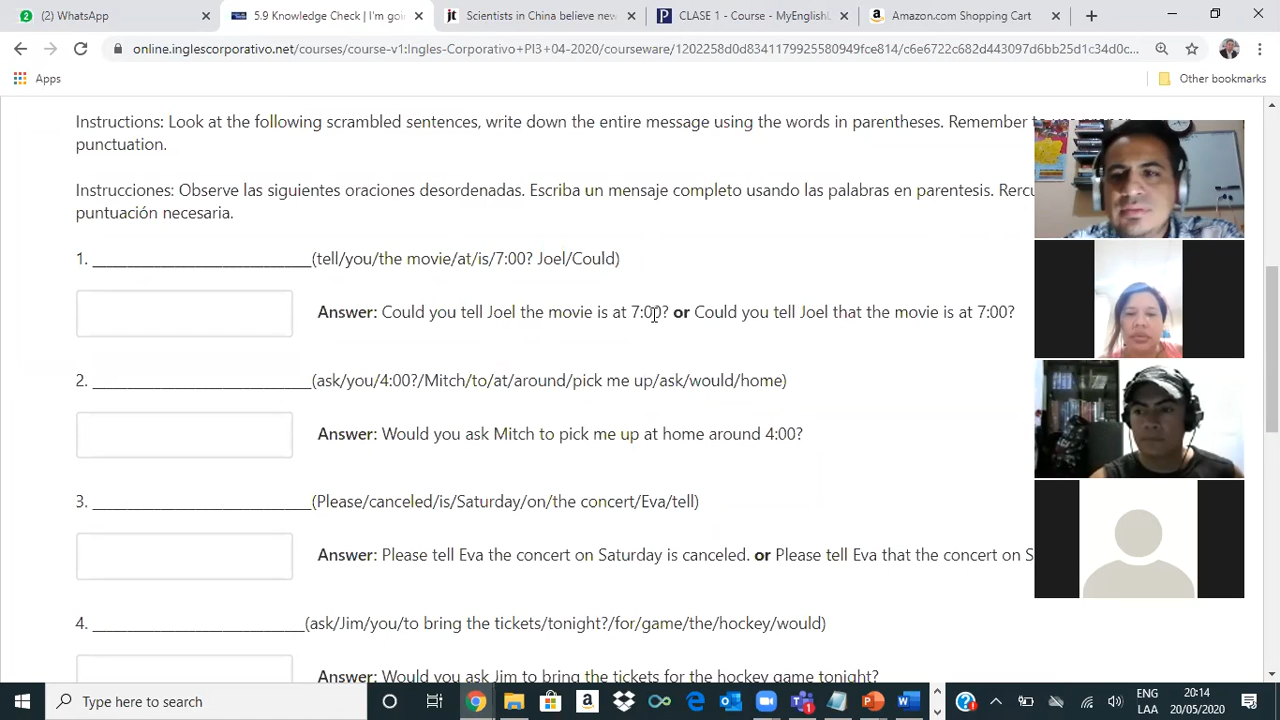 (2) WhatsApp
5.9 Knowledge Check | I'm goi
Scientists in China believe new
CLASE 1 - Course - MyEnglishL
Amazon.com Shopping Cart
online.inglescorporativo.net/courses/course-v1:Ingles-Corporativo+PI3+04-2020/courseware/1202258d0d8341179925580949fce814/c6e6722c682d443097d6bb25d1c34d0c...
Apps
Other bookmarks
Instructions: Look at the following scrambled sentences, write down the entire message using the words in parentheses. Remember to
punctuation.
Instrucciones: Observe las siguientes oraciones desordenadas. Escriba un mensaje completo usando las palabras en parentesis. Rercu
puntuación necesaria.
1. ________________________(tell/you/the movie/at/is/7:00? Joel/Could)
Answer: Could you tell Joel the movie is at 7:00? or Could you tell Joel that the movie is at 7:00?
2. ________________________(ask/you/4:00?/Mitch/to/at/around/pick me up/ask/would/home)
Answer: Would you ask Mitch to pick me up at home around 4:00?
3. ________________________(Please/canceled/is/Saturday/on/the concert/Eva/tell)
Answer: Please tell Eva the concert on Saturday is canceled. or Please tell Eva that the concert on S
4. ________________________(ask/Jim/you/to bring the tickets/tonight?/for/game/the/hockey/would)
Answer: Would you ask Jim to bring the tickets for the hockey game tonight?
Type here to search
ENG
LAA
20:14
20/05/2020